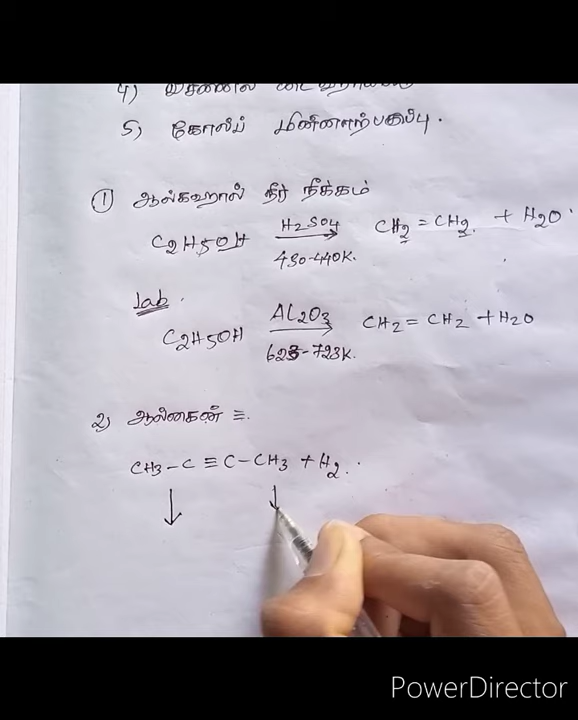 4)
5) கோல்ப் மின்னாற்பகுப்பு.
① ஆல்கஹால் நீர் நீக்கம்
C2H5OH H2SO4 430-440K. CH2=CH2 + H2O
Lab.
C2H5OH Al2O3 623-723K. CH2=CH2 + H2O
2) ஆல்கைன் ≡.
CH3-C≡C-CH3 + H2.
PowerDirector